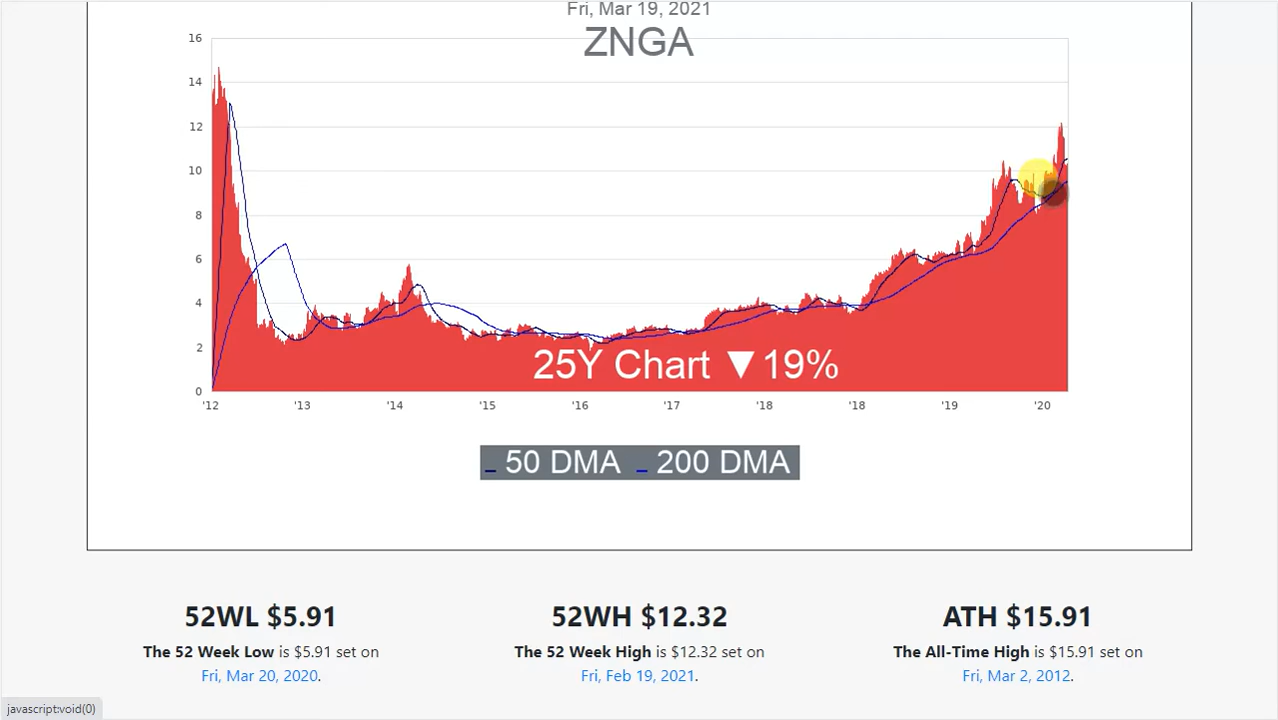 Fri, Mar 19, 2021
ZNGA
16
14
12
10
8
6
4
2
0
25Y Chart ▼19%
'12 '13 '14 '15 '16 '17 '18 '18 '19 '20
50 DMA 200 DMA
52WL $5.91 52WH $12.32 ATH $15.91
The 52 Week Low is $5.91 set on The 52 Week High is $12.32 set on The All-Time High is $15.91 set on
Fri, Mar 20, 2020. Fri, Feb 19, 2021. Fri, Mar 2, 2012.
javascript:void(0)